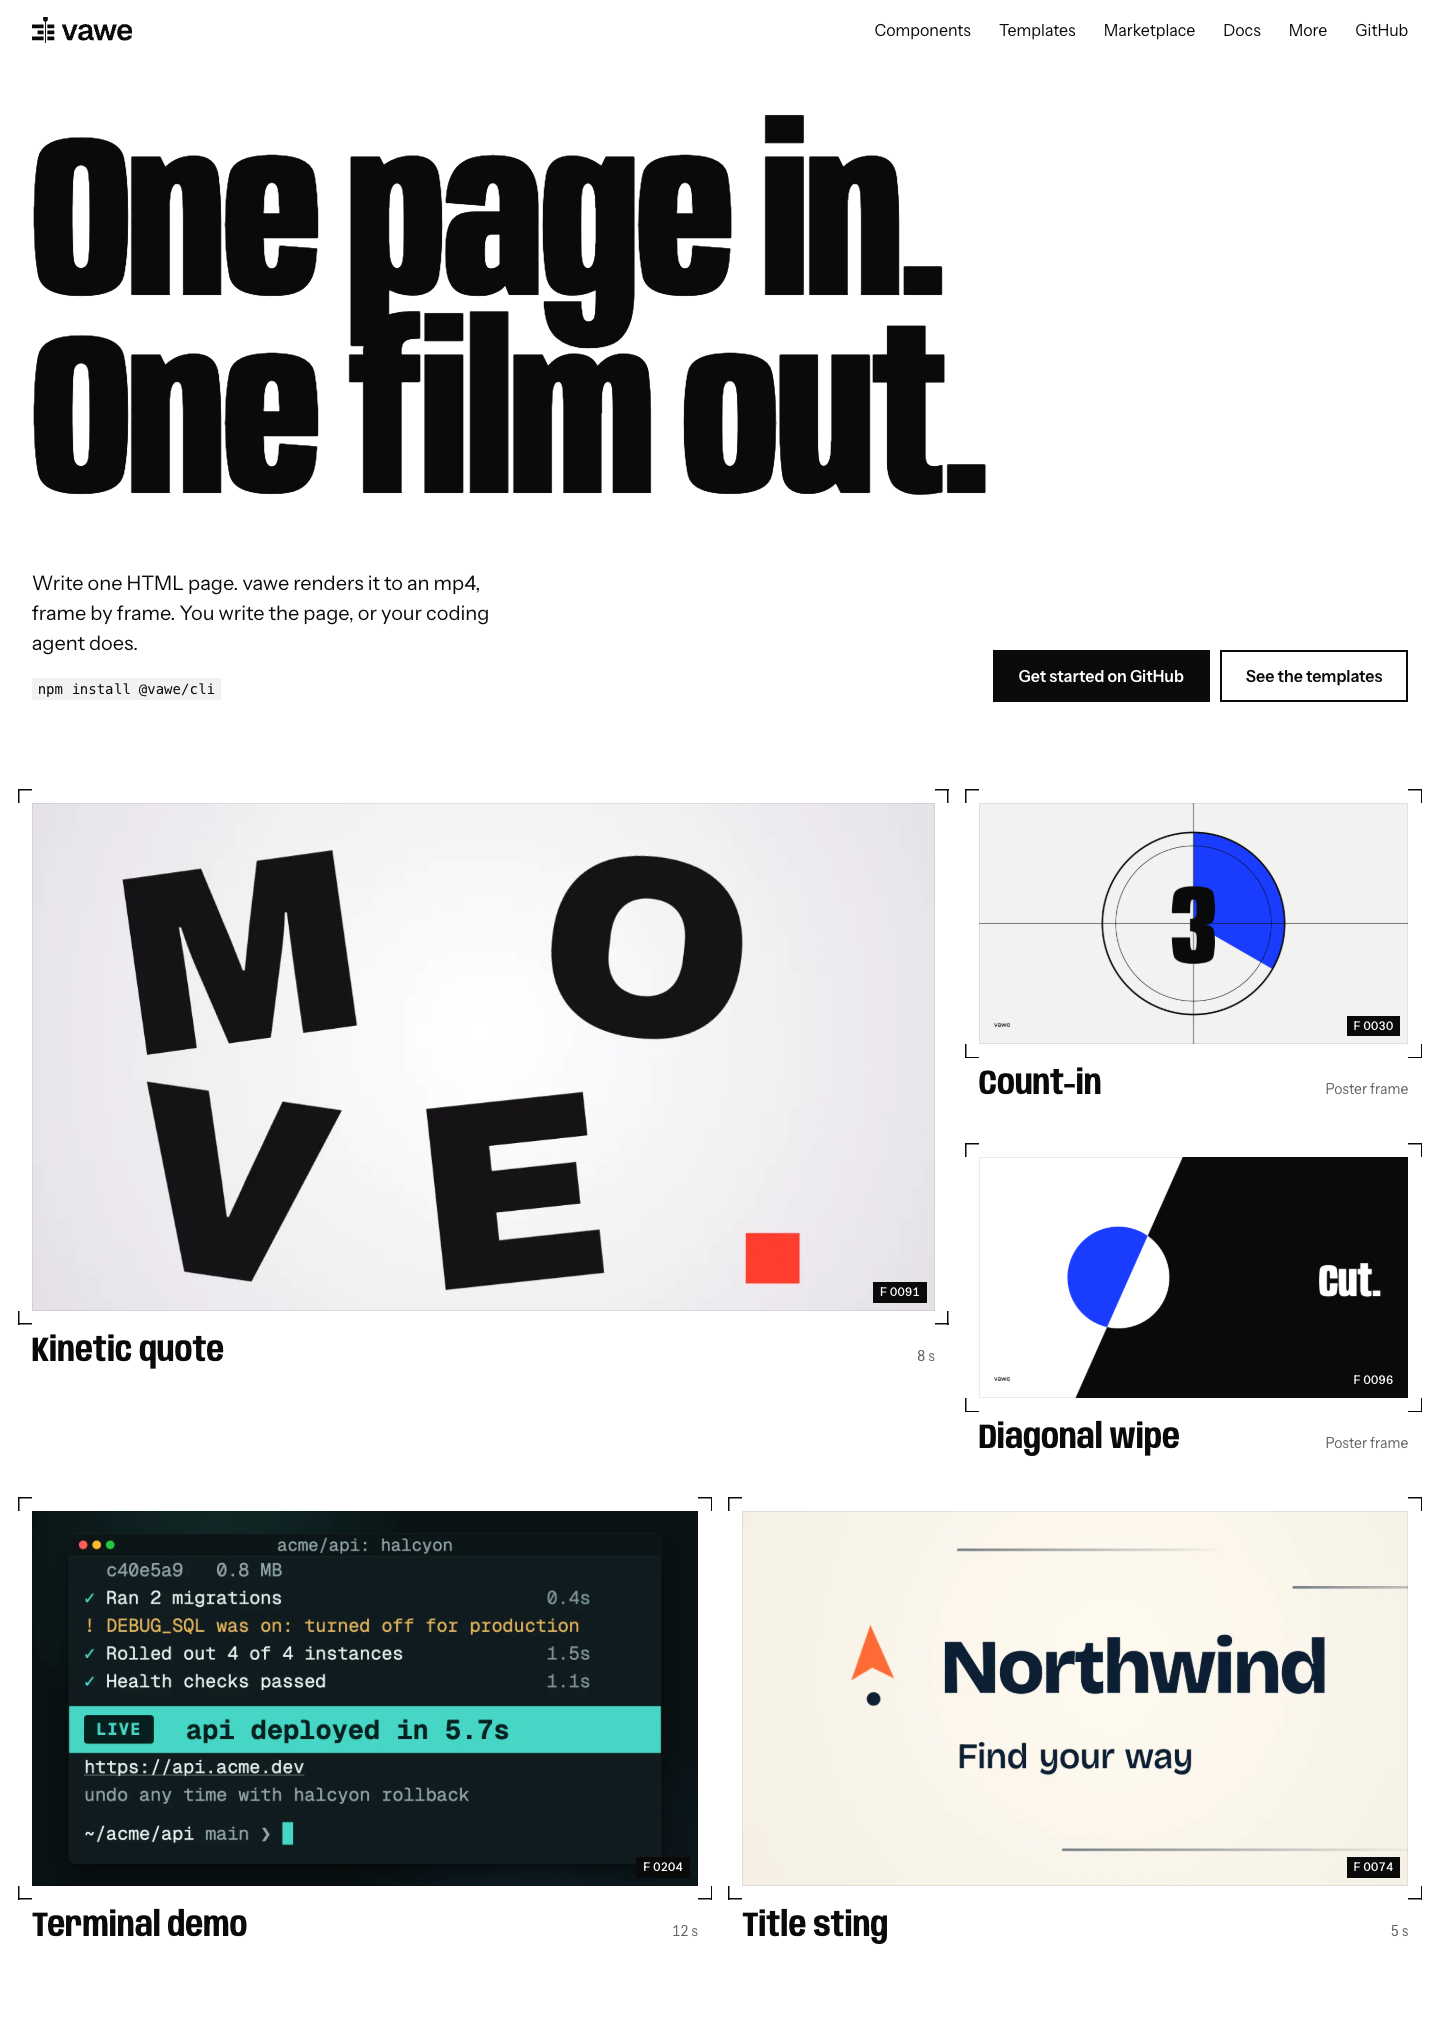 vawe
Components Templates Marketplace Docs More GitHub
One page in.
One film out.
Write one HTML page. vawe renders it to an mp4,
frame by frame. You write the page, or your coding
agent does.
npm install @vawe/cli
Get started on GitHub
See the templates
M O
V E
F 0091
Kinetic quote
8 s
3
vawe
F 0030
Count-in
Poster frame
cut.
vawe
F 0096
Diagonal wipe
Poster frame
acme/api: halcyon
c40e5a9 0.8 MB
✓ Ran 2 migrations 0.4s
! DEBUG_SQL was on: turned off for production
✓ Rolled out 4 of 4 instances 1.5s
✓ Health checks passed 1.1s
LIVE api deployed in 5.7s
https://api.acme.dev
undo any time with halcyon rollback
~/acme/api main ❯
F 0204
Terminal demo
12 s
Northwind
Find your way
F 0074
Title sting
5 s